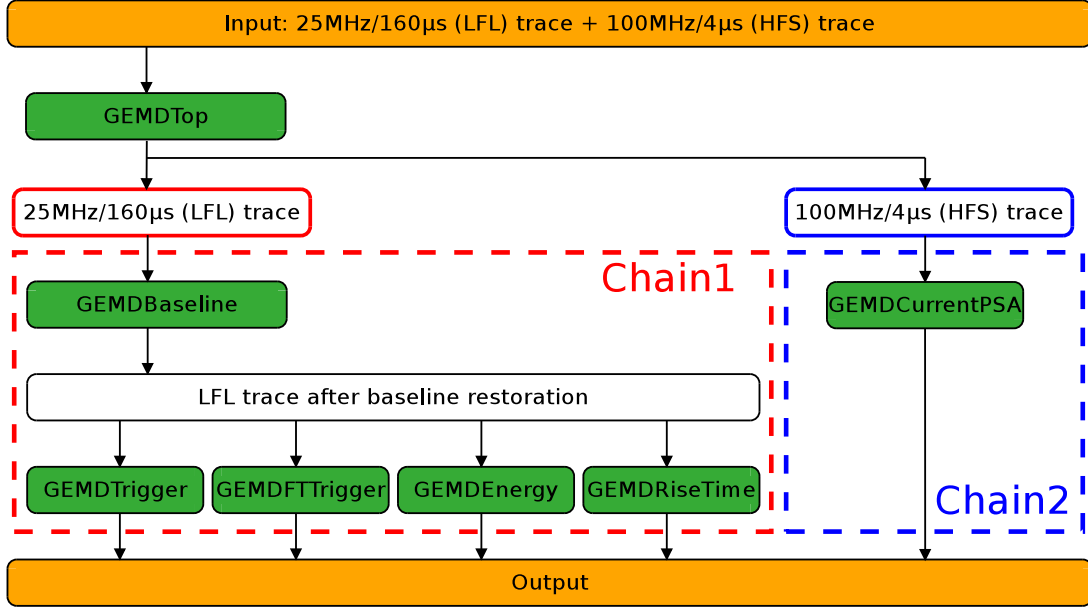 Input: 25MHz/160µs (LFL) trace + 100MHz/4µs (HFS) trace
GEMDTop
25MHz/160µs (LFL) trace
100MHz/4µs (HFS) trace
Chain1
GEMDBaseline
GEMDCurrentPSA
LFL trace after baseline restoration
GEMDTrigger
GEMDFTTrigger
GEMDEnergy
GEMDRiseTime
Chain2
Output